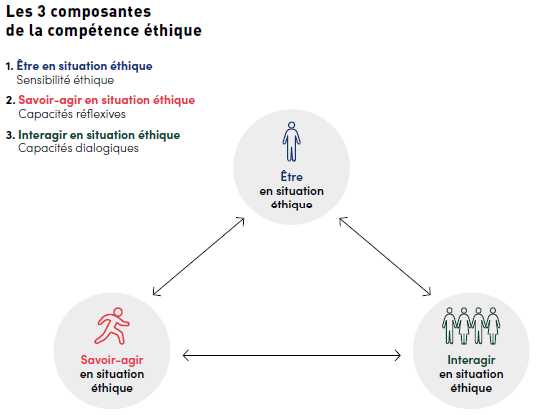 Les 3 composantes
de la compétence éthique
1. Être en situation éthique
Sensibilité éthique
2. Savoir-agir en situation éthique
Capacités réflexives
3. Interagir en situation éthique
Capacités dialogiques
Être
en situation
éthique
Savoir-agir
en situation
éthique
Interagir
en situation
éthique